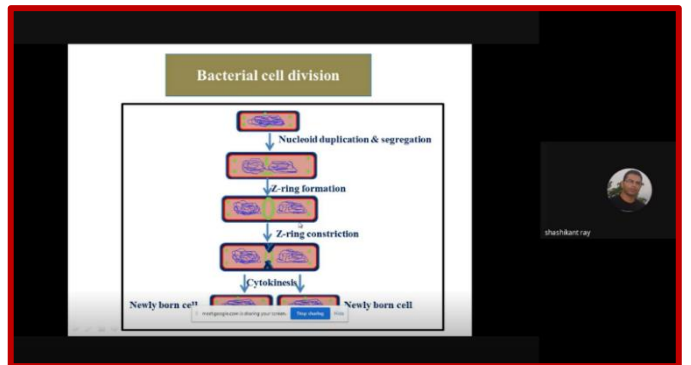 Bacterial cell division
Nucleoid duplication & segregation
Z-ring formation
Z-ring constriction
Cytokinesis
Newly born cell
Newly born cell
meet.google.com is sharing your screen.
Stop sharing
Hide
shashikant ray